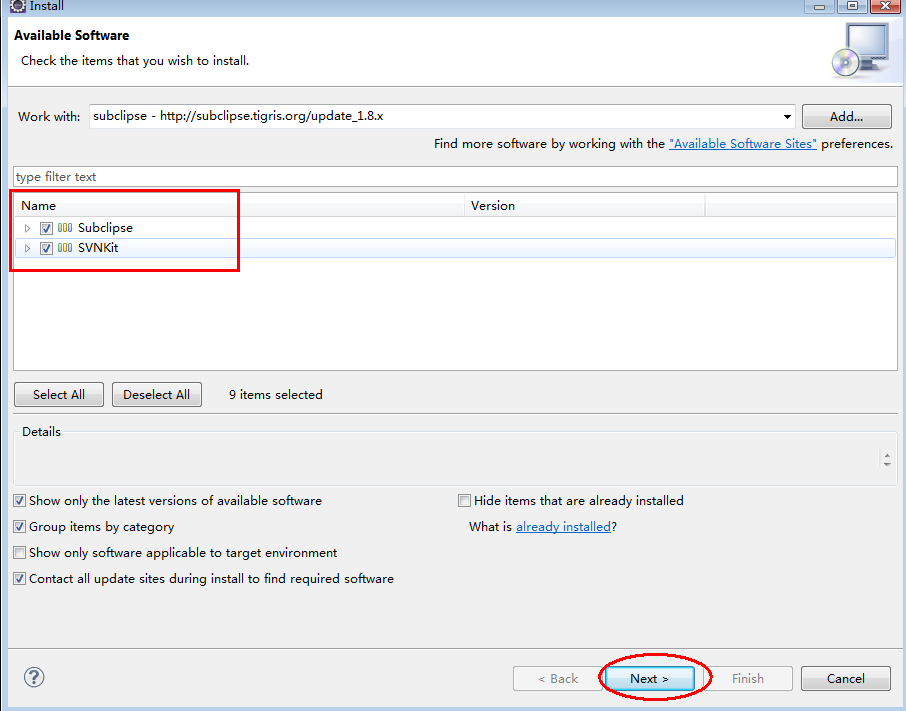 Install
Available Software
Check the items that you wish to install.
Work with: subclipse - http://subclipse.tigris.org/update_1.8.x Add...
Find more software by working with the "Available Software Sites" preferences.
type filter text
Name Version
Subclipse
SVNKit
Select All Deselect All 9 items selected
Details
Show only the latest versions of available software Hide items that are already installed
Group items by category What is already installed?
Show only software applicable to target environment
Contact all update sites during install to find required software
? < Back Next > Finish Cancel